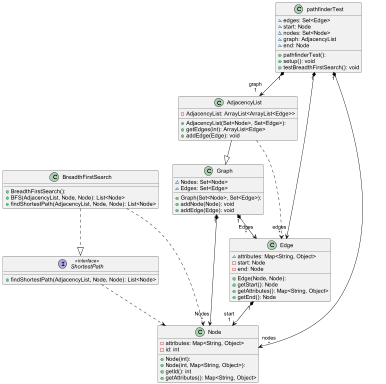 pathfinderTest
edges: Set<Edge>
start: Node
nodes: Set<Node>
graph: AdjacencyList
end: Node
pathfinderTest():
setup(): void
testBreadthFirstSearch(): void
graph
1
1
1
1
AdjacencyList
AdjacencyList: ArrayList<ArrayList<Edge>>
AdjacencyList(Set<Node>, Set<Edge>):
getEdges(int): ArrayList<Edge>
addEdge(Edge): void
BreadthFirstSearch
BreadthFirstSearch():
BFS(AdjacencyList, Node, Node): List<Node>
findShortestPath(AdjacencyList, Node, Node): List<Node>
Graph
Nodes: Set<Node>
Edges: Set<Edge>
Graph(Set<Node>, Set<Edge>):
addNode(Node): void
addEdge(Edge): void
1
1
Edges
edges
Edge
attributes: Map<String, Object>
start: Node
end: Node
Edge(Node, Node):
getStart(): Node
getAttributes(): Map<String, Object>
getEnd(): Node
«interface»
ShortestPath
findShortestPath(AdjacencyList, Node, Node): List<Node>
1
Nodes
start
1
nodes
Node
attributes: Map<String, Object>
id: int
Node(int):
Node(int, Map<String, Object>):
getId(): int
getAttributes(): Map<String, Object>